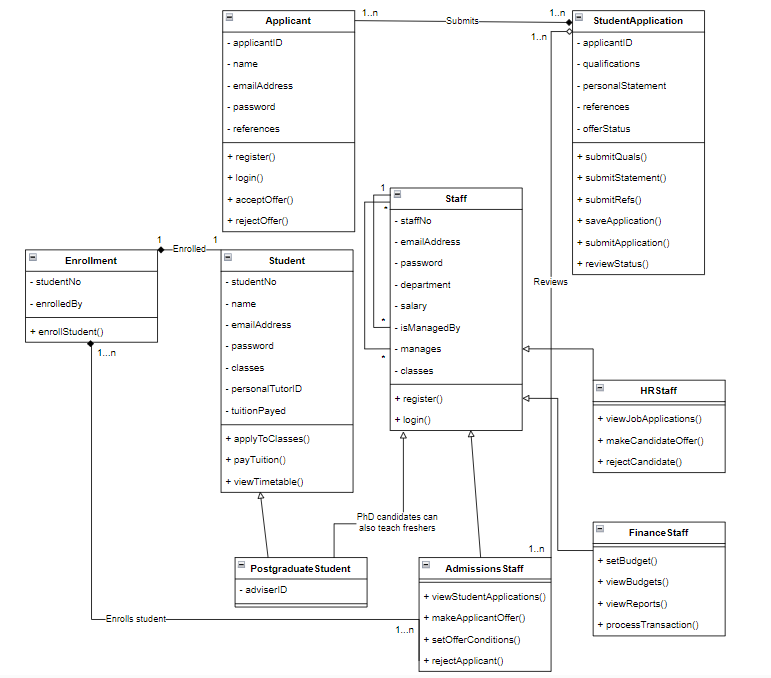 Applicant
- applicantID
- name
- emailAddress
- password
- references
+ register()
+ login()
+ acceptOffer()
+ rejectOffer()
1..n
Submits
1..n
1..n
StudentApplication
- applicantID
- qualifications
- personalStatement
- references
- offerStatus
+ submitQuals()
+ submitStatement()
+ submitRefs()
+ saveApplication()
+ submitApplication()
+ reviewStatus()
1
*
Staff
- staffNo
- emailAddress
- password
- department
- salary
- isManagedBy
- manages
- classes
+ register()
+ login()
*
*
Reviews
1
Enrolled
1
Enrollment
- studentNo
- enrolledBy
+ enrollStudent()
1...n
Student
- studentNo
- name
- emailAddress
- password
- classes
- personalTutorID
- tuitionPayed
+ applyToClasses()
+ payTuition()
+ viewTimetable()
HRStaff
+ viewJobApplications()
+ makeCandidateOffer()
+ rejectCandidate()
PhD candidates can
also teach freshers
FinanceStaff
+ setBudget()
+ viewBudgets()
+ viewReports()
+ processTransaction()
PostgraduateStudent
- adviserID
1..n
AdmissionsStaff
+ viewStudentApplications()
+ makeApplicantOffer()
+ setOfferConditions()
+ rejectApplicant()
Enrolls student
1...n